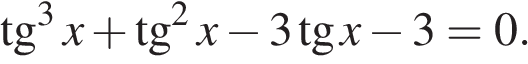 tg³ x + tg² x − 3 tg x − 3 = 0.